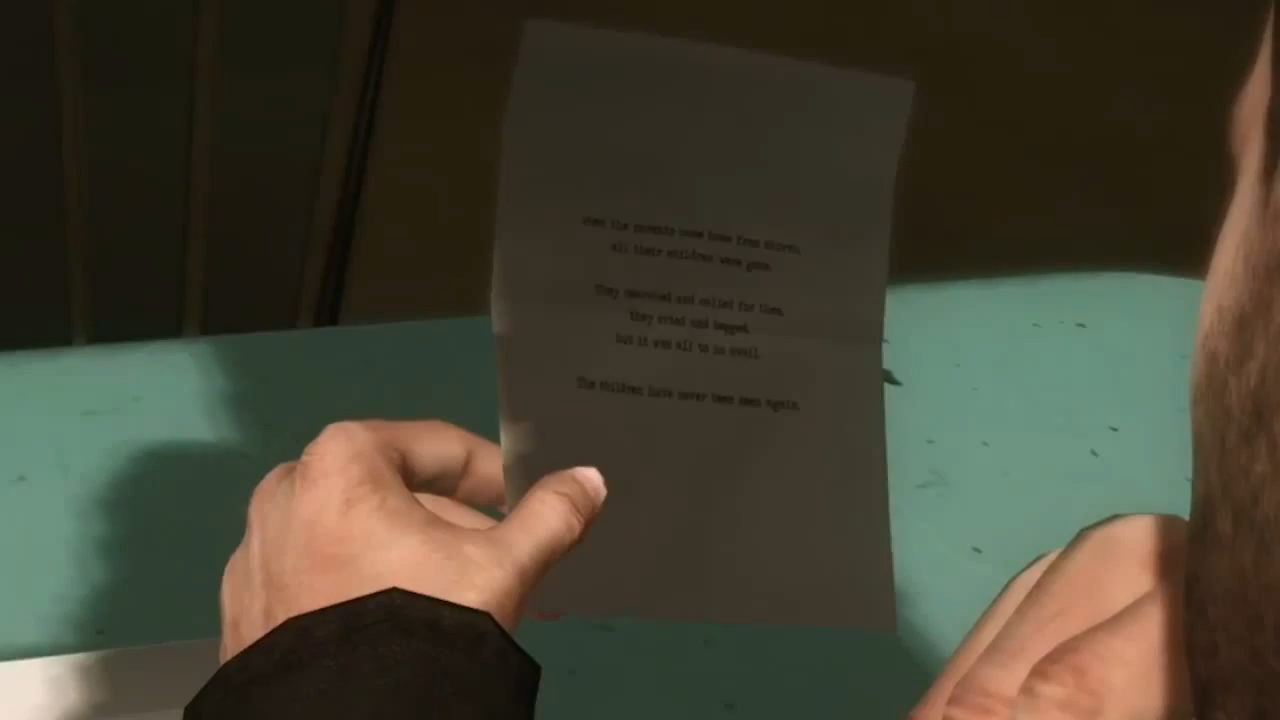 When the parents came home from church,
all their children were gone.
They searched and called for them,
they cried and begged,
but it was all to no avail.
The children have never been seen again.